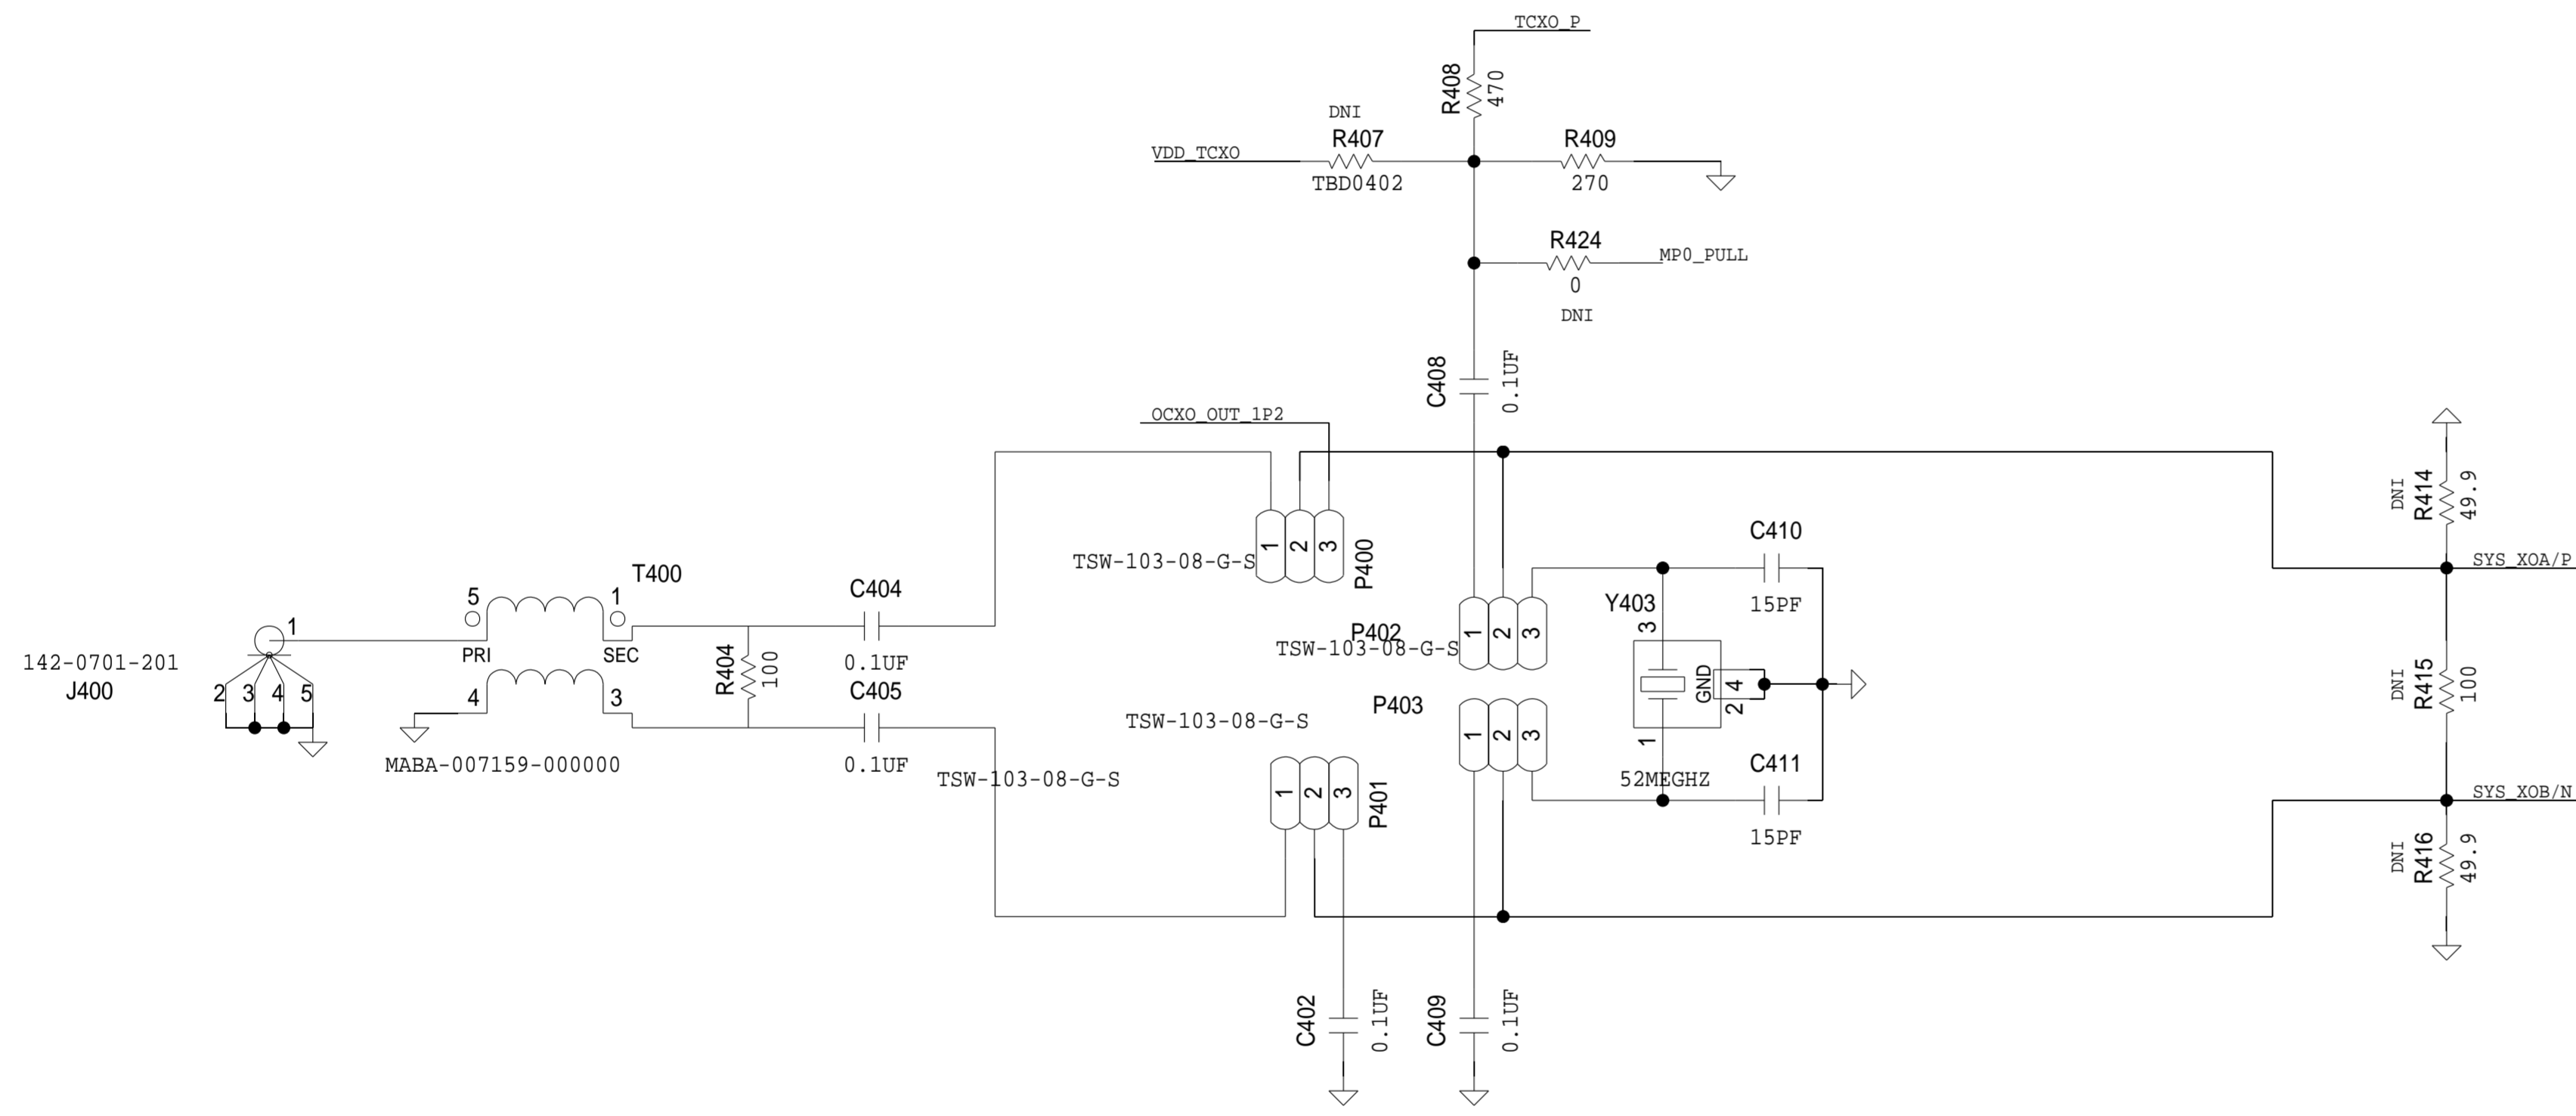 TCXO_P
R408
470
DNI
R407
R409
VDD_TCXO
TBD0402
270
R424
MP0_PULL
0
DNI
C408
0.1UF
OCXO_OUT_1P2
TSW-103-08-G-S
1
2
3
P400
R414
DNI
49.9
C410
15PF
SYS_XOA/P
T400
5
1
PRI
SEC
4
3
MABA-007159-000000
142-0701-201
J400
1
2
3
4
5
R404
100
C404
0.1UF
C405
0.1UF
P402
TSW-103-08-G-S
1
2
3
Y403
3
GND
4
2
1
52MEGHZ
R415
DNI
100
TSW-103-08-G-S
P403
1
2
3
TSW-103-08-G-S
1
2
3
P401
C411
15PF
SYS_XOB/N
R416
DNI
49.9
C402
0.1UF
C409
0.1UF